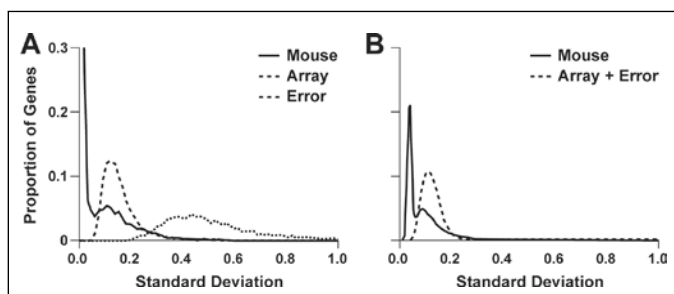 A
B
Proportion of Genes
0.3
0.2
0.1
0
Mouse
Array
Error
Mouse
Array + Error
0.0 0.2 0.4 0.6 0.8 1.0
0.0 0.2 0.4 0.6 0.8 1.0
Standard Deviation
Standard Deviation